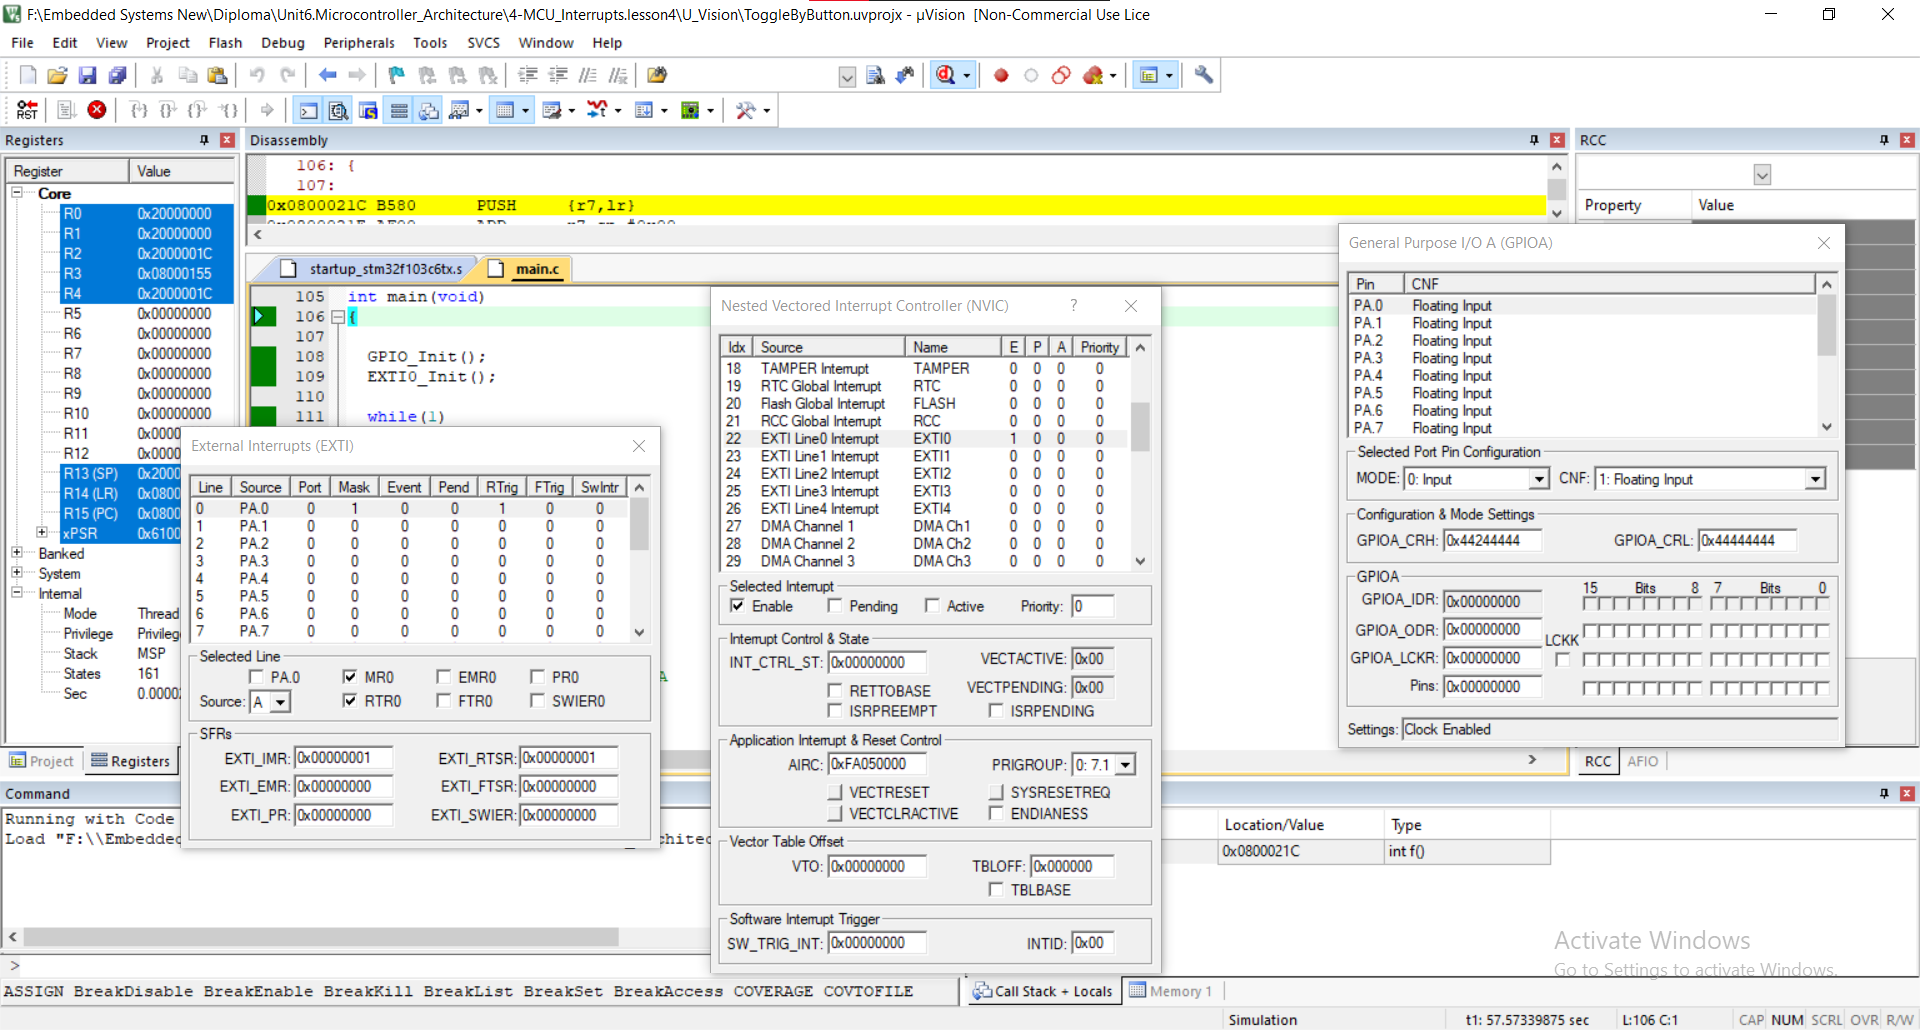 F:\Embedded Systems New\Diploma\Unit6.Microcontroller_Architecture\4-MCU_Interrupts.lesson4\U_Vision\ToggleByButton.uvprojx - µVision [Non-Commercial Use Lice
File Edit View Project Flash Debug Peripherals Tools SVCS Window Help
RST
Registers
Register Value
Core
R0 0x20000000
R1 0x20000000
R2 0x2000001C
R3 0x08000155
R4 0x2000001C
R5 0x00000000
R6 0x00000000
R7 0x00000000
R8 0x00000000
R9 0x00000000
R10 0x00000000
R11 0x0000
R12 0x0000
R13 (SP) 0x2000
R14 (LR) 0x0800
R15 (PC) 0x0800
xPSR 0x6100
Banked
System
Internal
Mode Thread
Privilege Privileg
Stack MSP
States 161
Sec 0.0000
Project Registers
Disassembly
106: {
107:
0x0800021C B580 PUSH {r7,lr}
startup_stm32f103c6tx.s main.c
105 int main(void)
106 {
107
108 GPIO_Init();
109 EXTI0_Init();
110
111 while(1)
External Interrupts (EXTI)
Line Source Port Mask Event Pend RTrig FTrig SwIntr
0 PA.0 0 1 0 0 1 0 0
1 PA.1 0 0 0 0 0 0 0
2 PA.2 0 0 0 0 0 0 0
3 PA.3 0 0 0 0 0 0 0
4 PA.4 0 0 0 0 0 0 0
5 PA.5 0 0 0 0 0 0 0
6 PA.6 0 0 0 0 0 0 0
7 PA.7 0 0 0 0 0 0 0
Selected Line
PA.0 MR0 EMR0 PR0
Source: A RTR0 FTR0 SWIER0
SFRs
EXTI_IMR: 0x00000001 EXTI_RTSR: 0x00000001
EXTI_EMR: 0x00000000 EXTI_FTSR: 0x00000000
EXTI_PR: 0x00000000 EXTI_SWIER: 0x00000000
A
Nested Vectored Interrupt Controller (NVIC) ?
Idx Source Name E P A Priority
18 TAMPER Interrupt TAMPER 0 0 0 0
19 RTC Global Interrupt RTC 0 0 0 0
20 Flash Global Interrupt FLASH 0 0 0 0
21 RCC Global Interrupt RCC 0 0 0 0
22 EXTI Line0 Interrupt EXTI0 1 0 0 0
23 EXTI Line1 Interrupt EXTI1 0 0 0 0
24 EXTI Line2 Interrupt EXTI2 0 0 0 0
25 EXTI Line3 Interrupt EXTI3 0 0 0 0
26 EXTI Line4 Interrupt EXTI4 0 0 0 0
27 DMA Channel 1 DMA Ch1 0 0 0 0
28 DMA Channel 2 DMA Ch2 0 0 0 0
29 DMA Channel 3 DMA Ch3 0 0 0 0
Selected Interrupt
Enable Pending Active Priority: 0
Interrupt Control & State
INT_CTRL_ST: 0x00000000 VECTACTIVE: 0x00
RETTOBASE VECTPENDING: 0x00
ISRPREEMPT ISRPENDING
Application Interrupt & Reset Control
AIRC: 0xFA050000 PRIGROUP: 0: 7.1
VECTRESET SYSRESETREQ
VECTCLRACTIVE ENDIANESS
Vector Table Offset
VTO: 0x00000000 TBLOFF: 0x000000
TBLBASE
Software Interrupt Trigger
SW_TRIG_INT: 0x00000000 INTID: 0x00
RCC
Property Value
General Purpose I/O A (GPIOA)
Pin CNF
PA.0 Floating Input
PA.1 Floating Input
PA.2 Floating Input
PA.3 Floating Input
PA.4 Floating Input
PA.5 Floating Input
PA.6 Floating Input
PA.7 Floating Input
Selected Port Pin Configuration
MODE: 0: Input CNF: 1: Floating Input
Configuration & Mode Settings
GPIOA_CRH: 0x44244444 GPIOA_CRL: 0x44444444
GPIOA
15 Bits 8 7 Bits 0
GPIOA_IDR: 0x00000000
GPIOA_ODR: 0x00000000
LCKK
GPIOA_LCKR: 0x00000000
Pins: 0x00000000
Settings: Clock Enabled
RCC AFIO
Command
Running with Code
Load "F:\\Embedded
chitec
>
ASSIGN BreakDisable BreakEnable BreakKill BreakList BreakSet BreakAccess COVERAGE COVTOFILE
Location/Value Type
0x0800021C int f()
Activate Windows
Go to Settings to activate Windows.
Call Stack + Locals Memory 1
Simulation t1: 57.57339875 sec L:106 C:1 CAP NUM SCRL OVR R/W